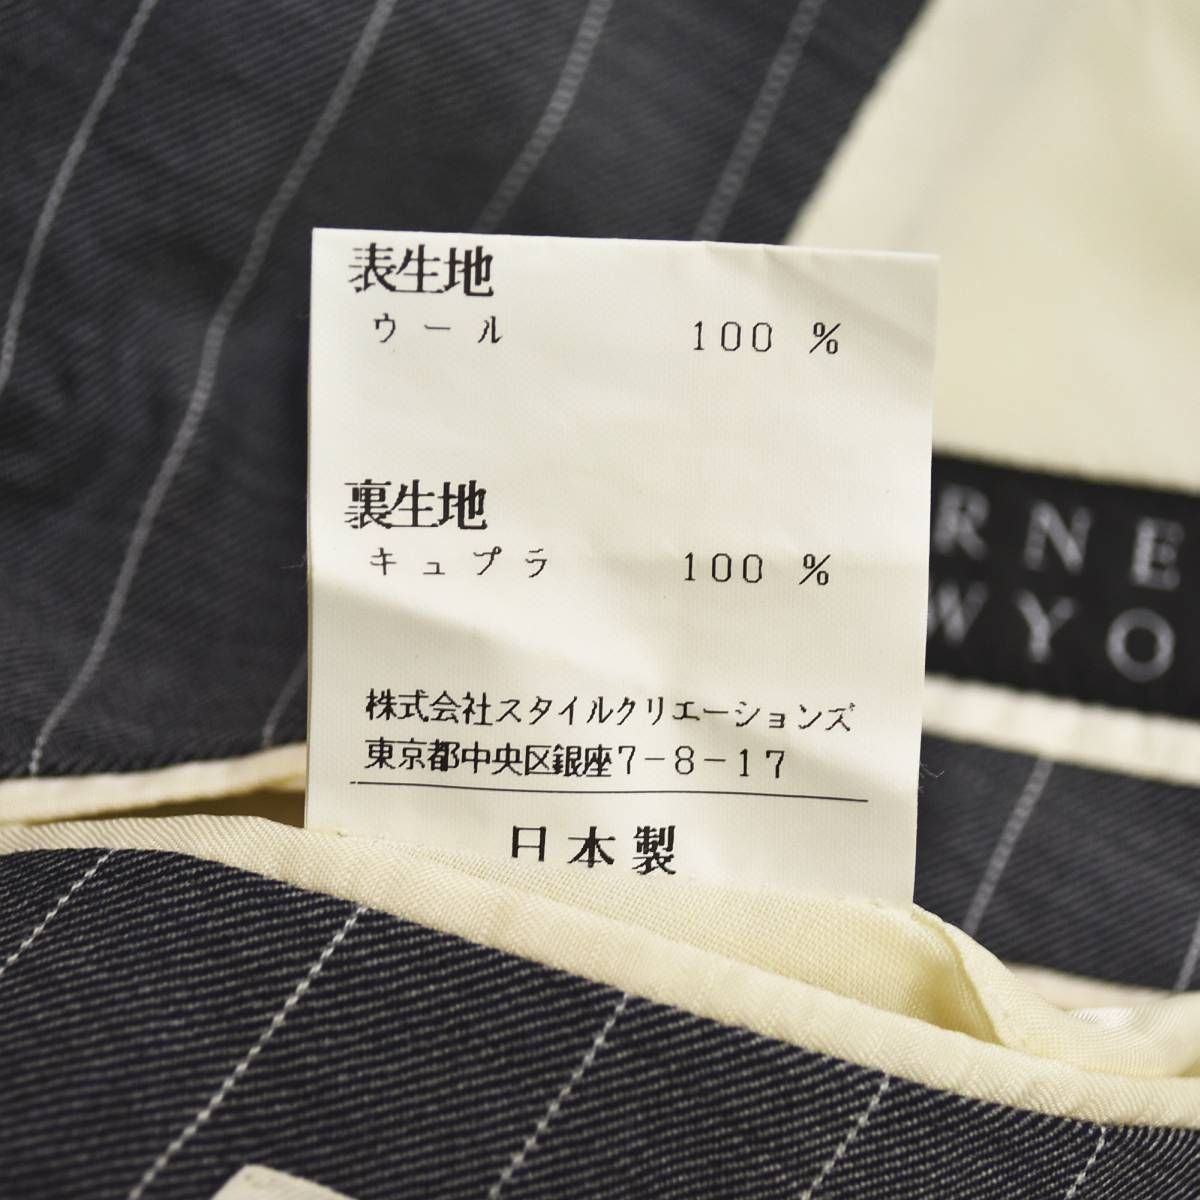 表生地
ウール 100 %
裏生地
キュプラ 100 %
株式会社スタイルクリエーションズ
東京都中央区銀座7-8-17
日本製
RNE
WYO